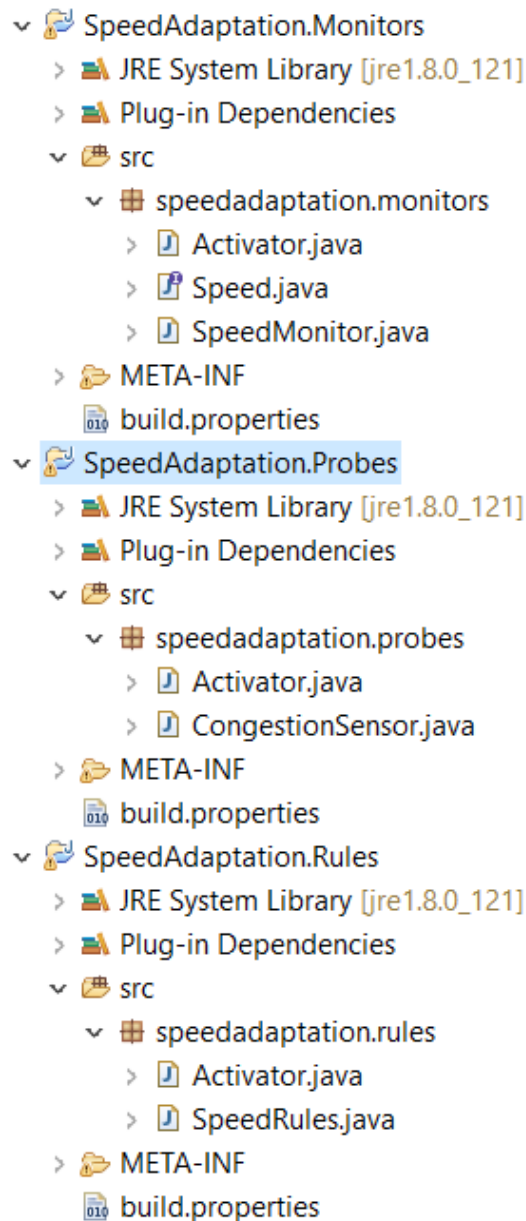 SpeedAdaptation.Monitors
JRE System Library [jre1.8.0_121]
Plug-in Dependencies
src
speedadaptation.monitors
Activator.java
Speed.java
SpeedMonitor.java
META-INF
build.properties
SpeedAdaptation.Probes
JRE System Library [jre1.8.0_121]
Plug-in Dependencies
src
speedadaptation.probes
Activator.java
CongestionSensor.java
META-INF
build.properties
SpeedAdaptation.Rules
JRE System Library [jre1.8.0_121]
Plug-in Dependencies
src
speedadaptation.rules
Activator.java
SpeedRules.java
META-INF
build.properties